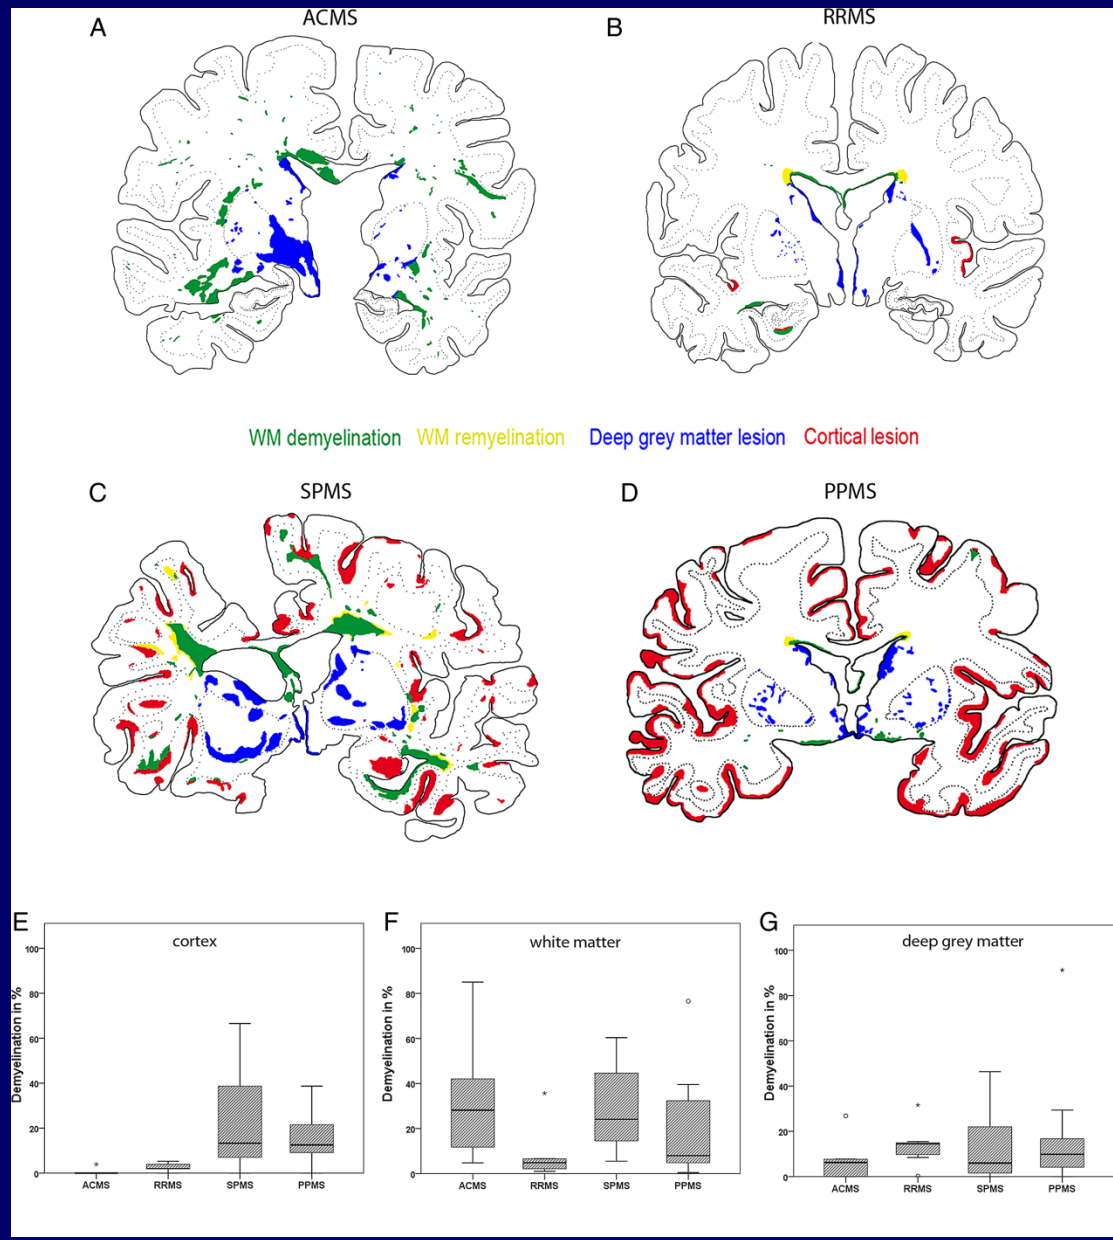 A
ACMS
B
RRMS
WM demyelination WM remyelination Deep grey matter lesion Cortical lesion
C
SPMS
D
PPMS
E
cortex
Demyelination in %
100
80
60
40
20
0
*
ACMS RRMS SPMS PPMS
F
white matter
Demyelination in %
100
80
60
40
20
0
*
ACMS RRMS SPMS PPMS
G
deep grey matter
Demyelination in %
100
80
60
40
20
0
*
*
ACMS RRMS SPMS PPMS